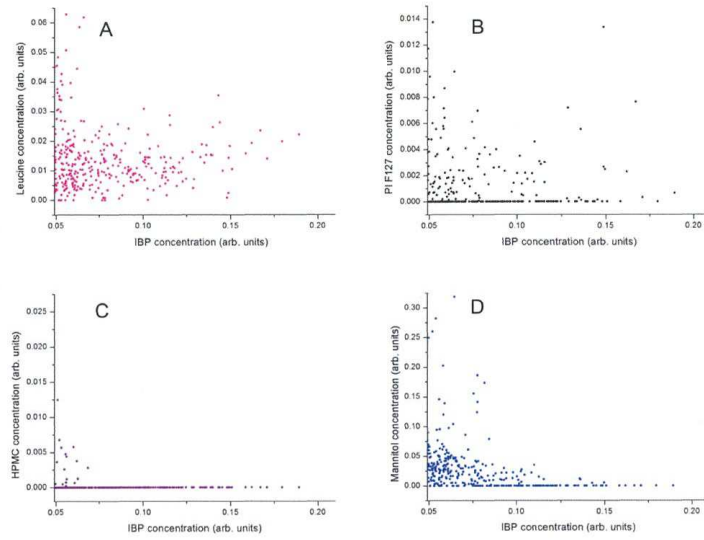 A
Leucine concentration (arb. units)
0.06
0.05
0.04
0.03
0.02
0.01
0.00
0.05 0.10 0.15 0.20
IBP concentration (arb. units)
B
Pl F127 concentration (arb. units)
0.014
0.012
0.010
0.008
0.006
0.004
0.002
0.000
0.05 0.10 0.15 0.20
IBP concentration (arb. units)
C
HPMC concentration (arb. units)
0.025
0.020
0.015
0.010
0.005
0.000
0.05 0.10 0.15 0.20
IBP concentration (arb. units)
D
Mannitol concentration (arb. units)
0.30
0.25
0.20
0.15
0.10
0.05
0.00
0.05 0.10 0.15 0.20
IBP concentration (arb. units)